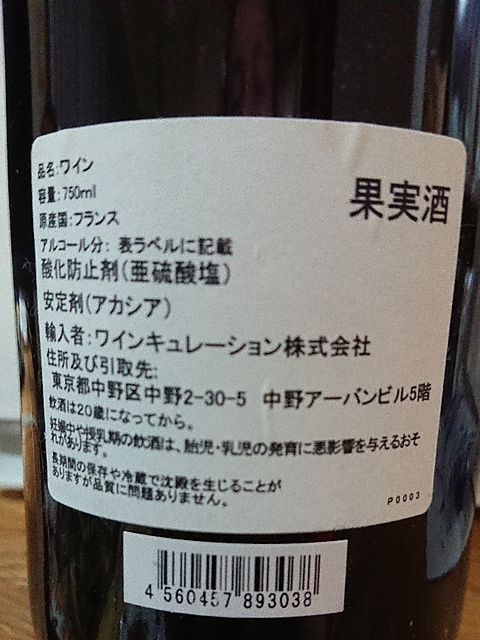 品名:ワイン
果実酒
容量:750ml
原産国:フランス
アルコール分: 表ラベルに記載
酸化防止剤(亜硫酸塩)
安定剤(アカシア)
輸入者:ワインキュレーション株式会社
住所及び引取先:
東京都中野区中野2-30-5 中野アーバンビル5階
飲酒は20歳になってから。
妊娠中や授乳期の飲酒は、胎児・乳児の発育に悪影響を与えるおそ
れがあります。
長期間の保存や冷蔵で沈殿を生じることが
ありますが品質に問題ありません。
P0003
4 560457 893038